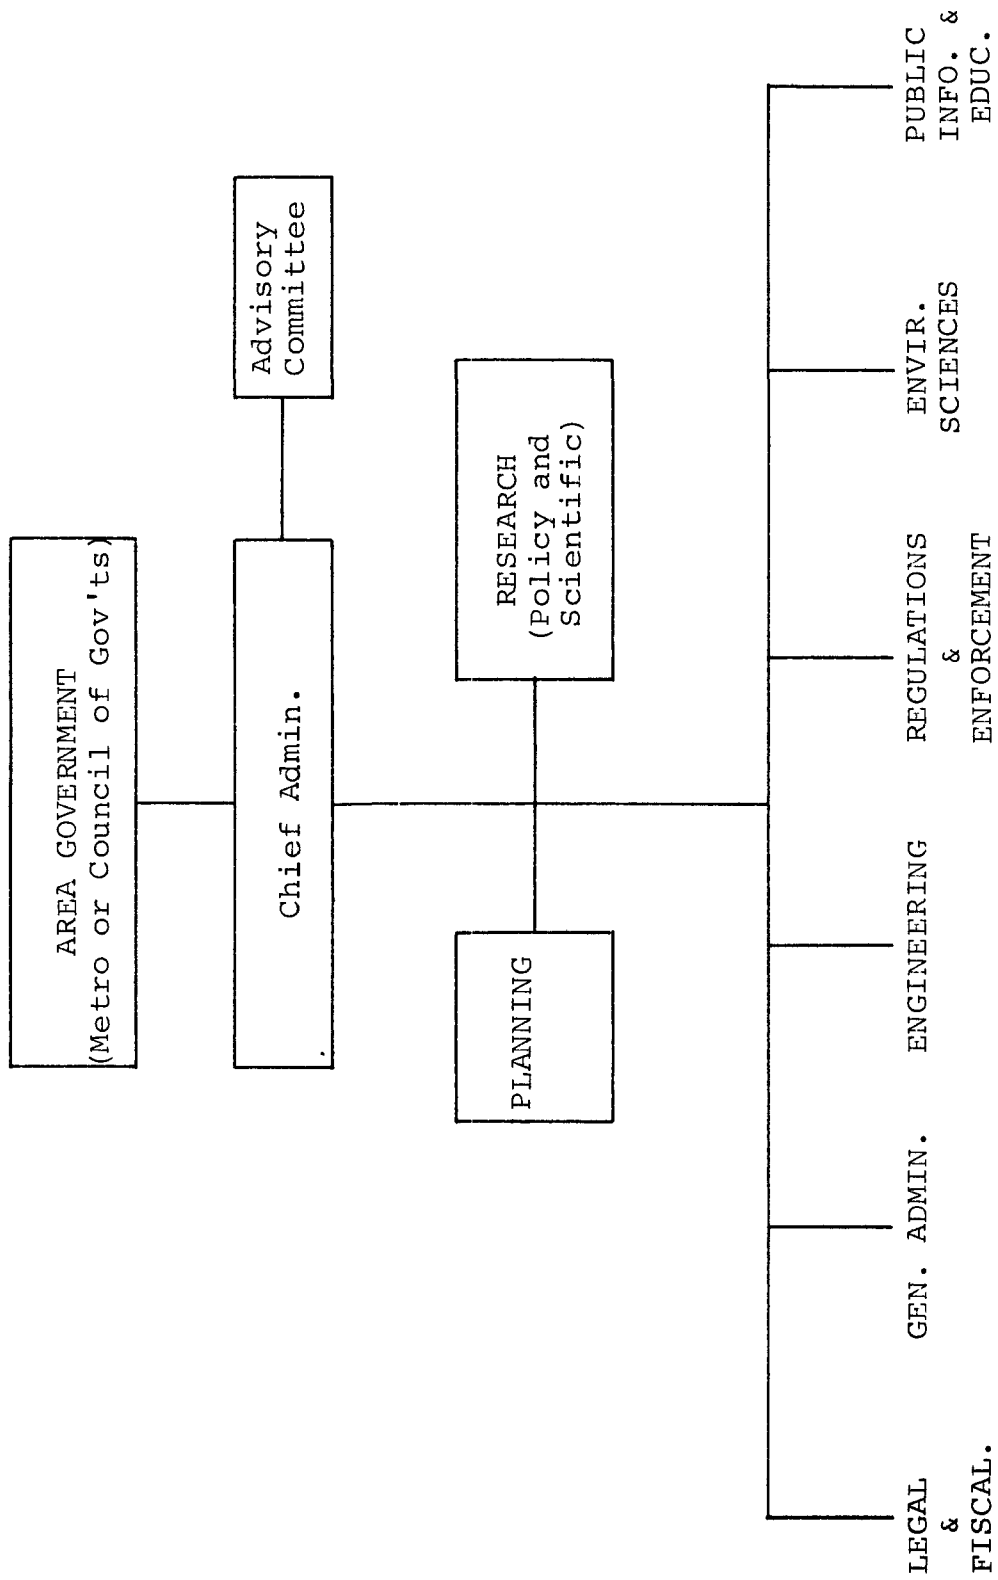 AREA GOVERNMENT
(Metro or Council of Gov'ts)
Chief Admin.
Advisory
Committee
PLANNING
RESEARCH
(Policy and
Scientific)
LEGAL
&
FISCAL.
GEN. ADMIN.
ENGINEERING
REGULATIONS
&
ENFORCEMENT
ENVIR.
SCIENCES
PUBLIC
INFO. &
EDUC.